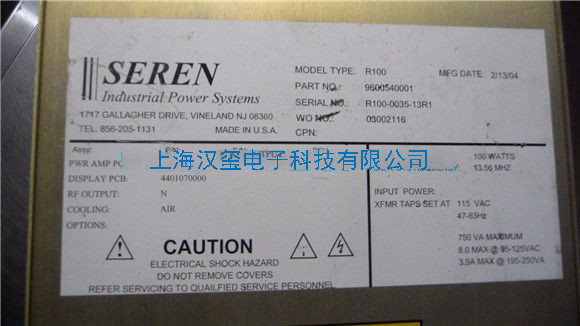 SEREN
Industrial Power Systems
1717 GALLAGHER DRIVE, VINELAND NJ 08360
TEL. 856-205-1131 MADE IN U.S.A.
MODEL TYPE: R100 MFG DATE: 2/13/04
PART NO.: 9600540001
SERIAL NO. R100-0035-13R1
WO NO.: 03002116
CPN:
上海汉玺电子科技有限公司
Assy: P/N
PWR AMP PC
DISPLAY PCB: 4401070000
RF OUTPUT: N
COOLING: AIR
OPTIONS:
100 WATTS
13.56 MHZ
INPUT POWER:
XFMR TAPS SET AT 115 VAC
47-63Hz
750 VA MAXIMUM
8.0 MAX @ 95-125VAC
3.9A MAX @ 195-250VA
CAUTION
ELECTRICAL SHOCK HAZARD
DO NOT REMOVE COVERS
REFER SERVICING TO QUALIFIED SERVICE PERSONNEL